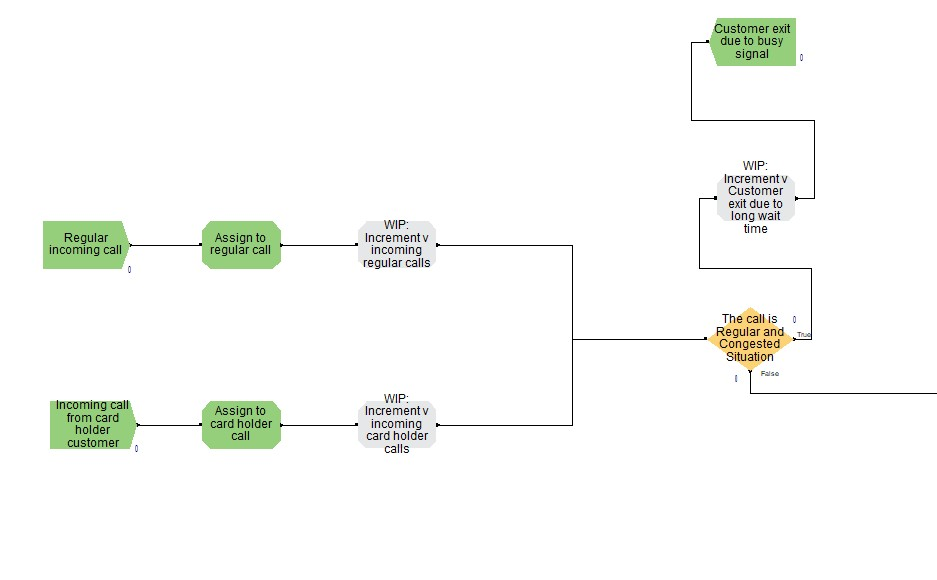 Customer exit
due to busy
signal
0
WIP:
Increment v
Customer
exit due to
long wait
time
Regular
incoming call
0
Assign to
regular call
WIP:
Increment v
incoming
regular calls
The call is
Regular and
Congested
Situation
0
True
0
False
Incoming call
from card
holder
customer
0
Assign to
card holder
call
WIP:
Increment v
incoming
card holder
calls